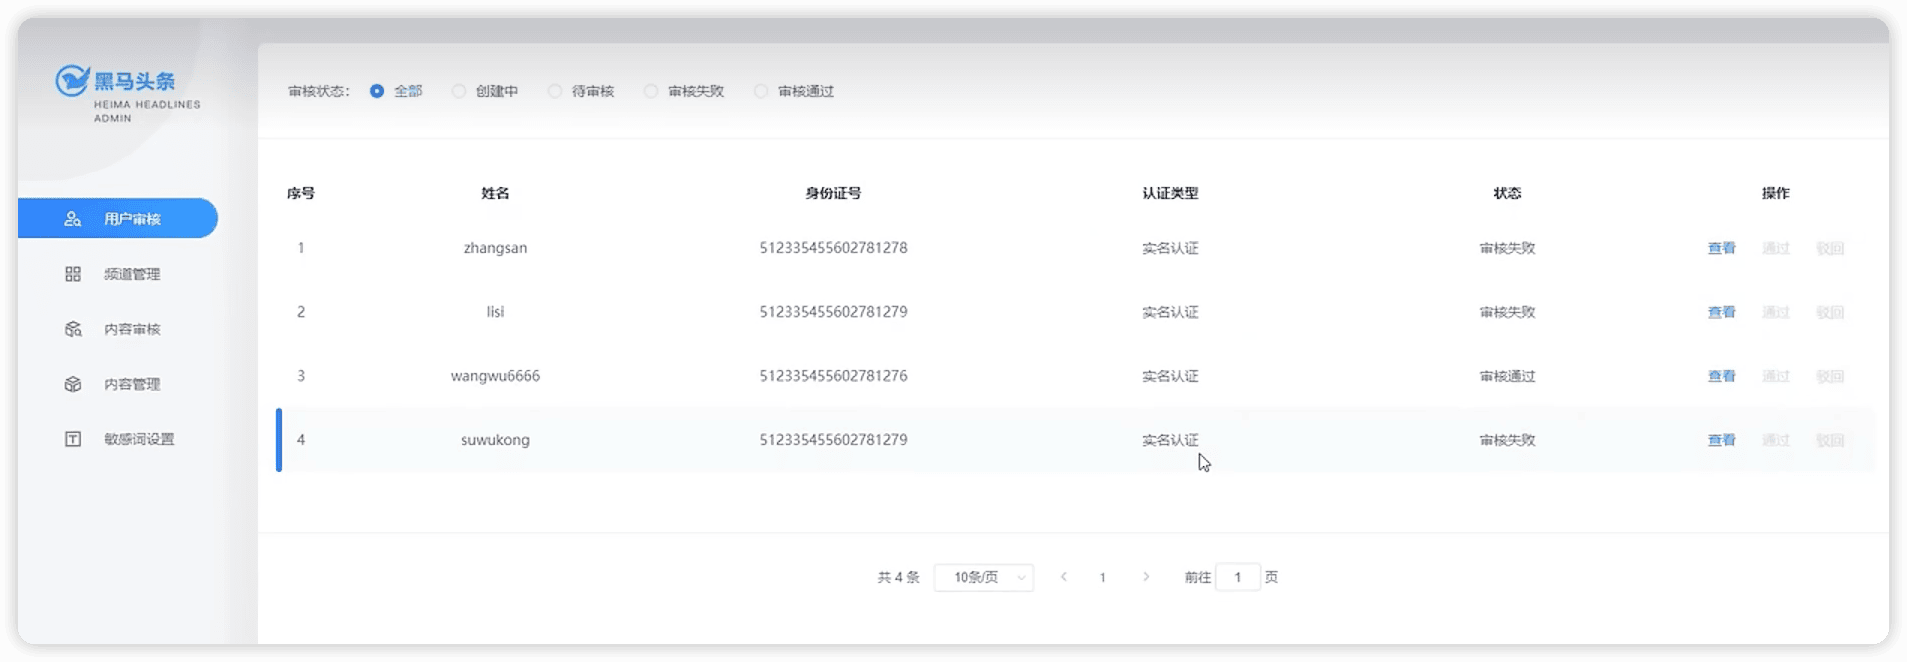 黑马头条
HEIMA HEADLINES
ADMIN
用户审核
频道管理
内容审核
内容管理
敏感词设置
审核状态： 全部 创建中 待审核 审核失败 审核通过
序号 姓名 身份证号 认证类型 状态 操作
1 zhangsan 512335455602781278 实名认证 审核失败 查看 通过 驳回
2 lisi 512335455602781279 实名认证 审核失败 查看 通过 驳回
3 wangwu6666 512335455602781276 实名认证 审核通过 查看 通过 驳回
4 suwukong 512335455602781279 实名认证 审核失败 查看 通过 驳回
共 4 条 10条/页 1 前往 1 页